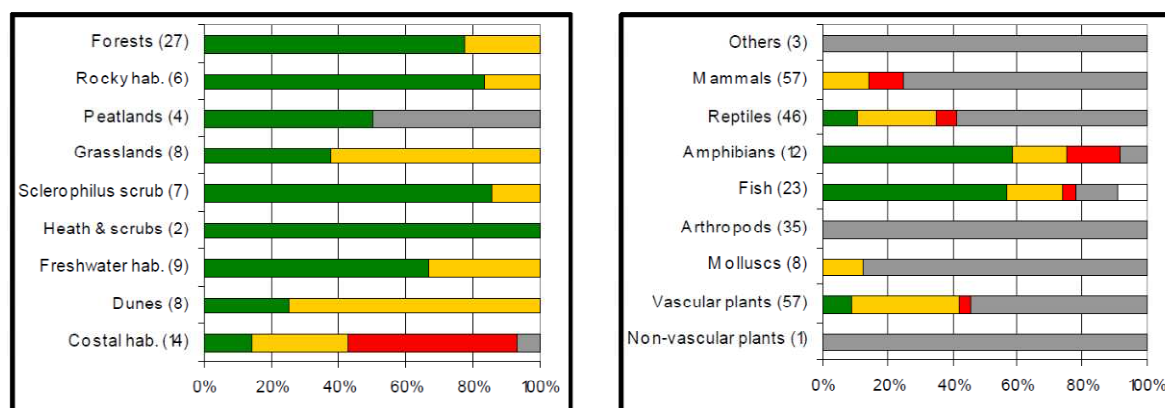 Forests (27)
Rocky hab. (6)
Peatlands (4)
Grasslands (8)
Sclerophilus scrub (7)
Heath & scrubs (2)
Freshwater hab. (9)
Dunes (8)
Costal hab. (14)
0% 20% 40% 60% 80% 100%
Others (3)
Mammals (57)
Reptiles (46)
Amphibians (12)
Fish (23)
Arthropods (35)
Molluscs (8)
Vascular plants (57)
Non-vascular plants (1)
0% 20% 40% 60% 80% 100%